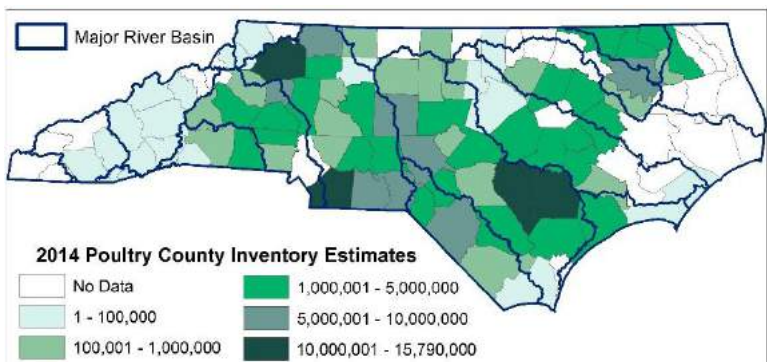 Major River Basin
2014 Poultry County Inventory Estimates
No Data
1 - 100,000
100,001 - 1,000,000
1,000,001 - 5,000,000
5,000,001 - 10,000,000
10,000,001 - 15,790,000